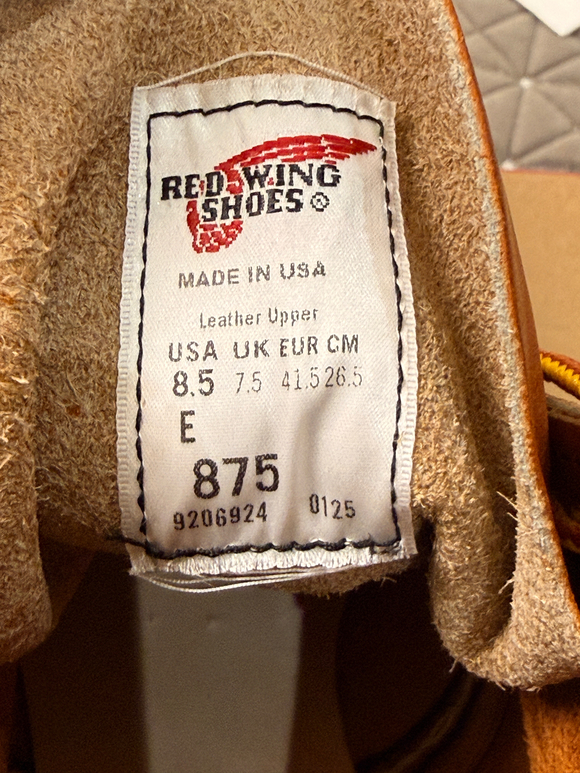 RED WING
SHOES ®
MADE IN USA
Leather Upper
USA UK EUR CM
8.5 7.5 41.5 26.5
E
875
9206924 0125